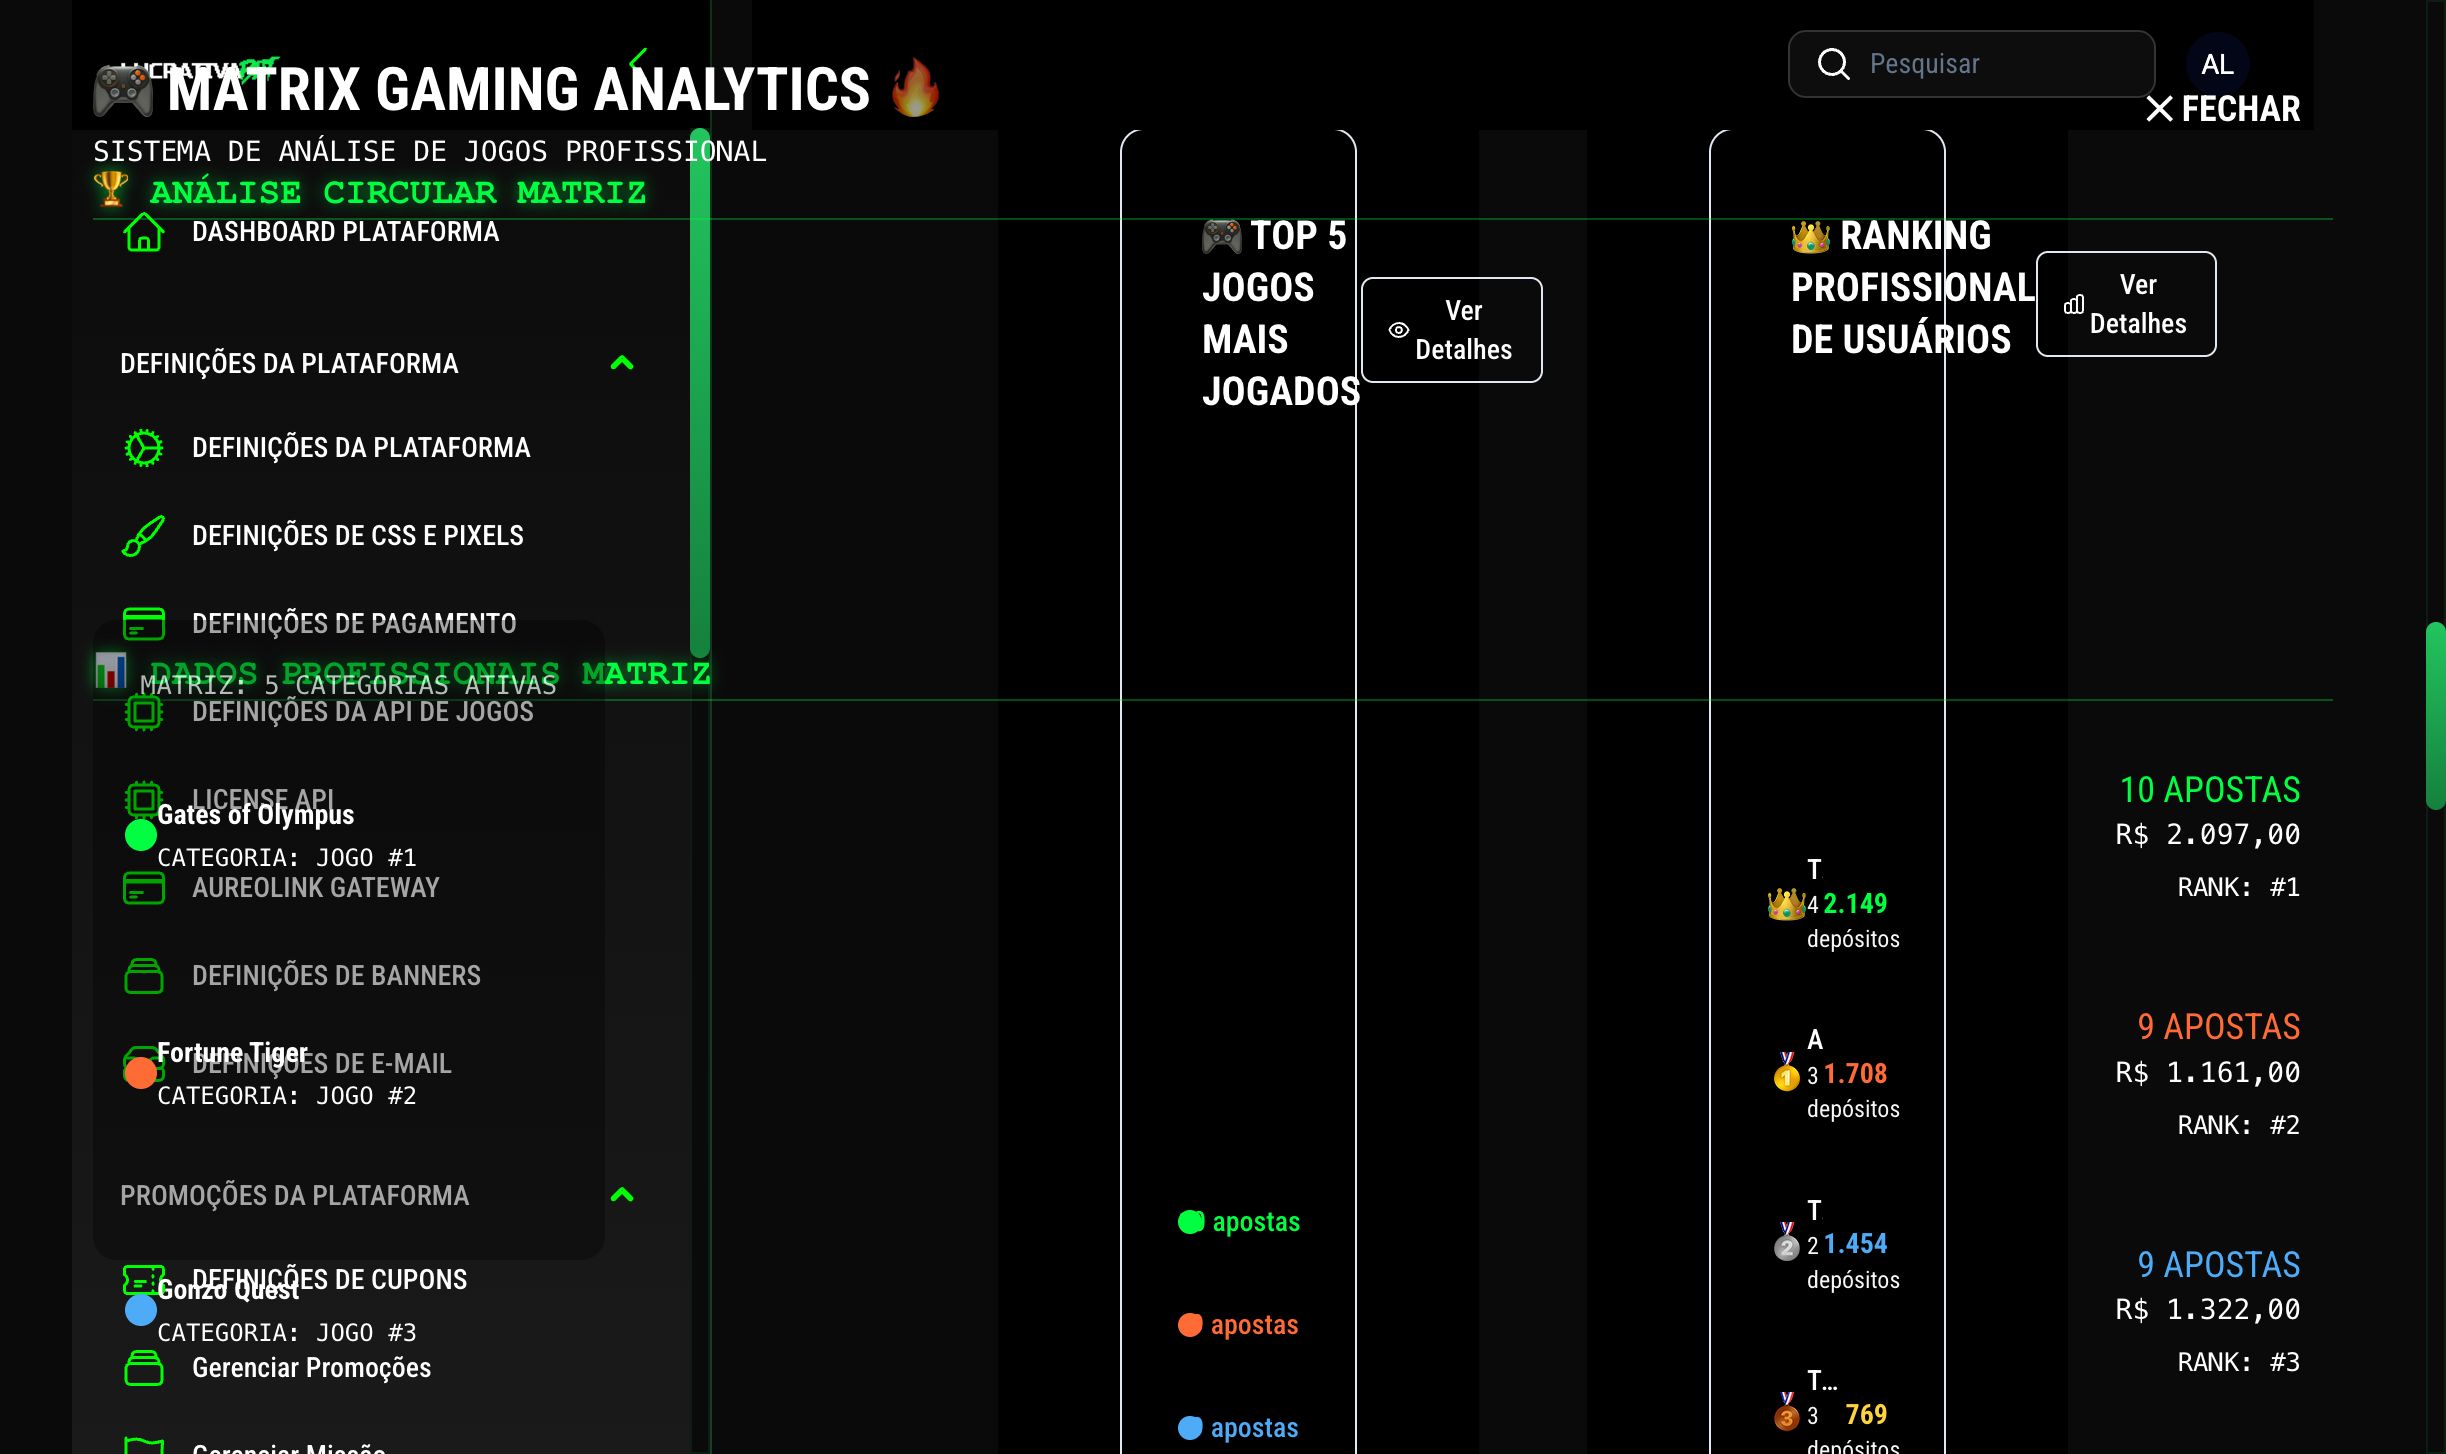 MATRIX GAMING ANALYTICS
Pesquisar
AL
FECHAR
SISTEMA DE ANÁLISE DE JOGOS PROFISSIONAL
ANÁLISE CIRCULAR MATRIZ
DASHBOARD PLATAFORMA
DEFINIÇÕES DA PLATAFORMA
DEFINIÇÕES DA PLATAFORMA
DEFINIÇÕES DE CSS E PIXELS
DEFINIÇÕES DE PAGAMENTO
DADOS PROFISSIONAIS MATRIZ
MATRIZ: 5 CATEGORIAS ATIVAS
DEFINIÇÕES DA API DE JOGOS
LICENSE API
Gates of Olympus
CATEGORIA: JOGO #1
AUREOLINK GATEWAY
DEFINIÇÕES DE BANNERS
Fortune Tiger
DEFINIÇÕES DE E-MAIL
CATEGORIA: JOGO #2
PROMOÇÕES DA PLATAFORMA
DEFINIÇÕES DE CUPONS
Gonzo Quest
CATEGORIA: JOGO #3
Gerenciar Promoções
Gerenciar Missão
TOP 5
JOGOS
MAIS
JOGADOS
Ver
Detalhes
apostas
apostas
apostas
RANKING
PROFISSIONAL
DE USUÁRIOS
Ver
Detalhes
T
4 2.149
depósitos
A
3 1.708
depósitos
T
2 1.454
depósitos
T...
3 769
depósitos
10 APOSTAS
R$ 2.097,00
RANK: #1
9 APOSTAS
R$ 1.161,00
RANK: #2
9 APOSTAS
R$ 1.322,00
RANK: #3